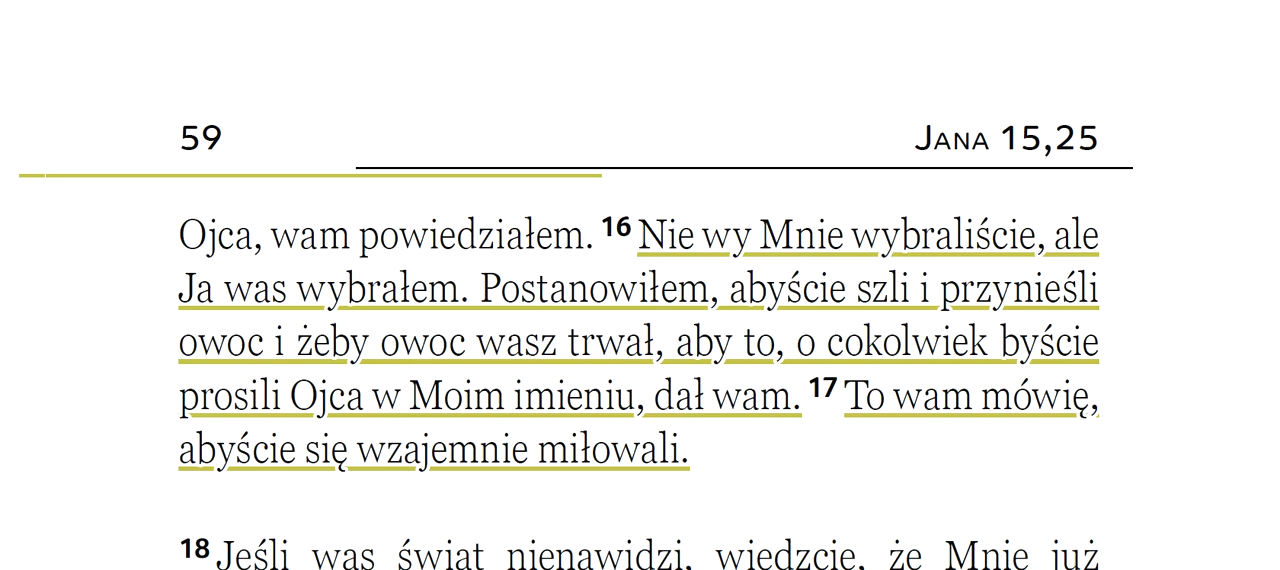 59 Jana 15,25
Ojca, wam powiedziałem. 16 Nie wy Mnie wybraliście, ale
Ja was wybrałem. Postanowiłem, abyście szli i przynieśli
owoc i żeby owoc wasz trwał, aby to, o cokolwiek byście
prosili Ojca w Moim imieniu, dał wam. 17 To wam mówię,
abyście się wzajemnie miłowali.
18 Jeśli was świat nienawidzi, wiedzcie, że Mnie już